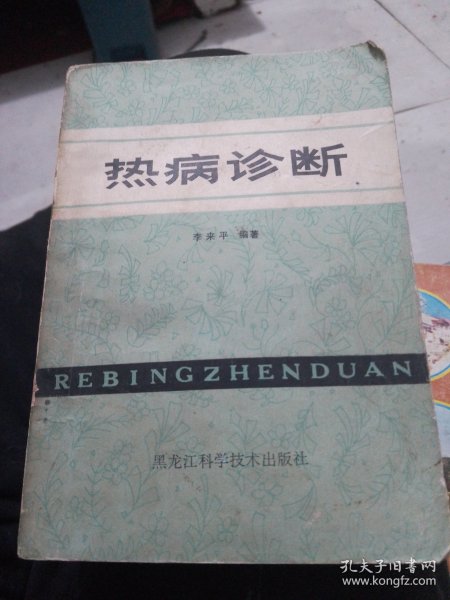 热病诊断
李来平 编著
REBINGZHENDUAN
黑龙江科学技术出版社
孔夫子旧书网
www.kongfz.com